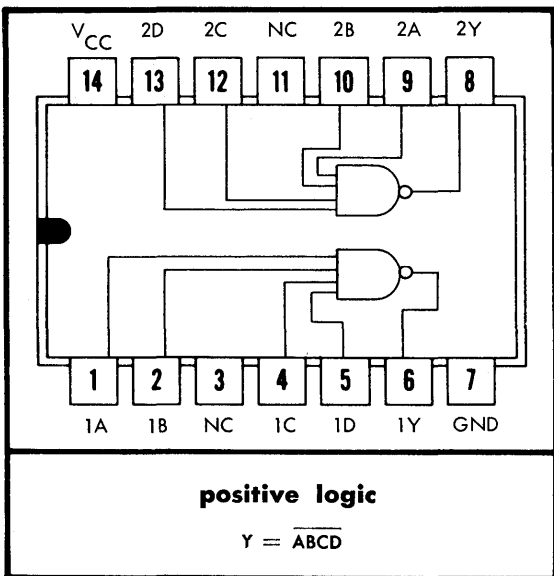 VCC 2D 2C NC 2B 2A 2Y
14 13 12 11 10 9 8
1 2 3 4 5 6 7
1A 1B NC 1C 1D 1Y GND
positive logic
Y = A̅B̅C̅D̅